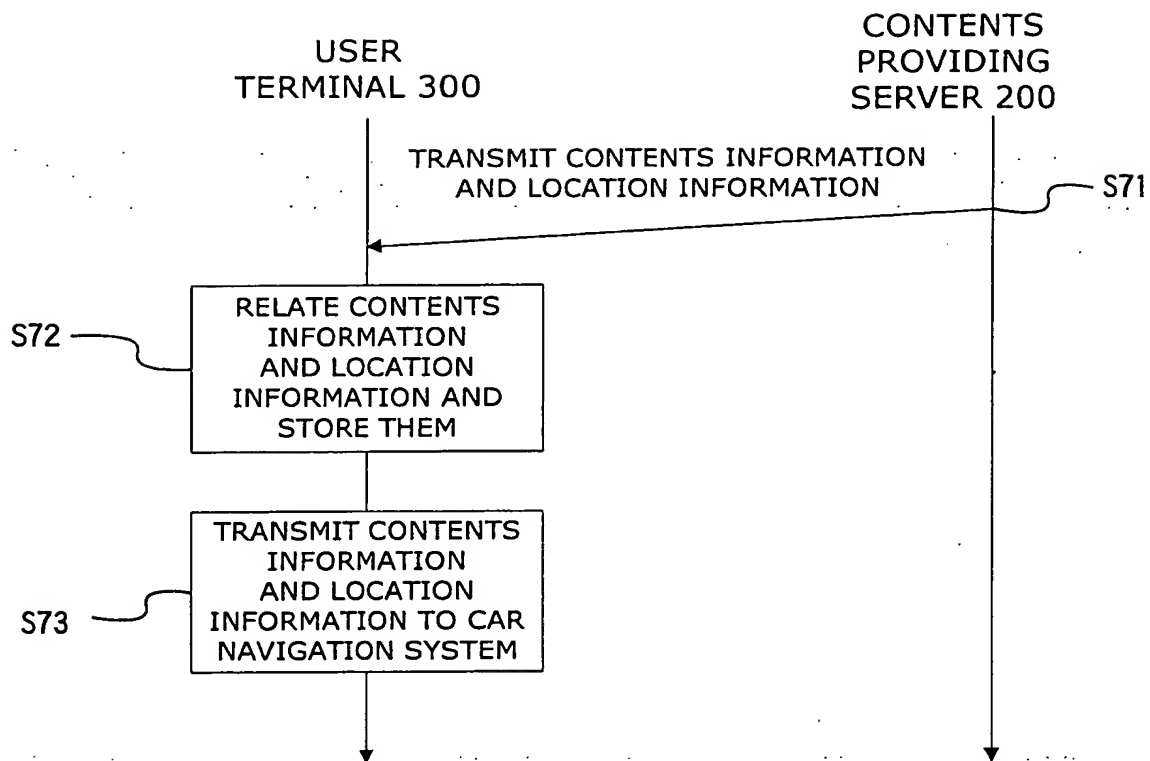 USER
TERMINAL 300
CONTENTS
PROVIDING
SERVER 200
TRANSMIT CONTENTS INFORMATION
AND LOCATION INFORMATION
S71
S72
RELATE CONTENTS
INFORMATION
AND LOCATION
INFORMATION AND
STORE THEM
S73
TRANSMIT CONTENTS
INFORMATION
AND LOCATION
INFORMATION TO CAR
NAVIGATION SYSTEM